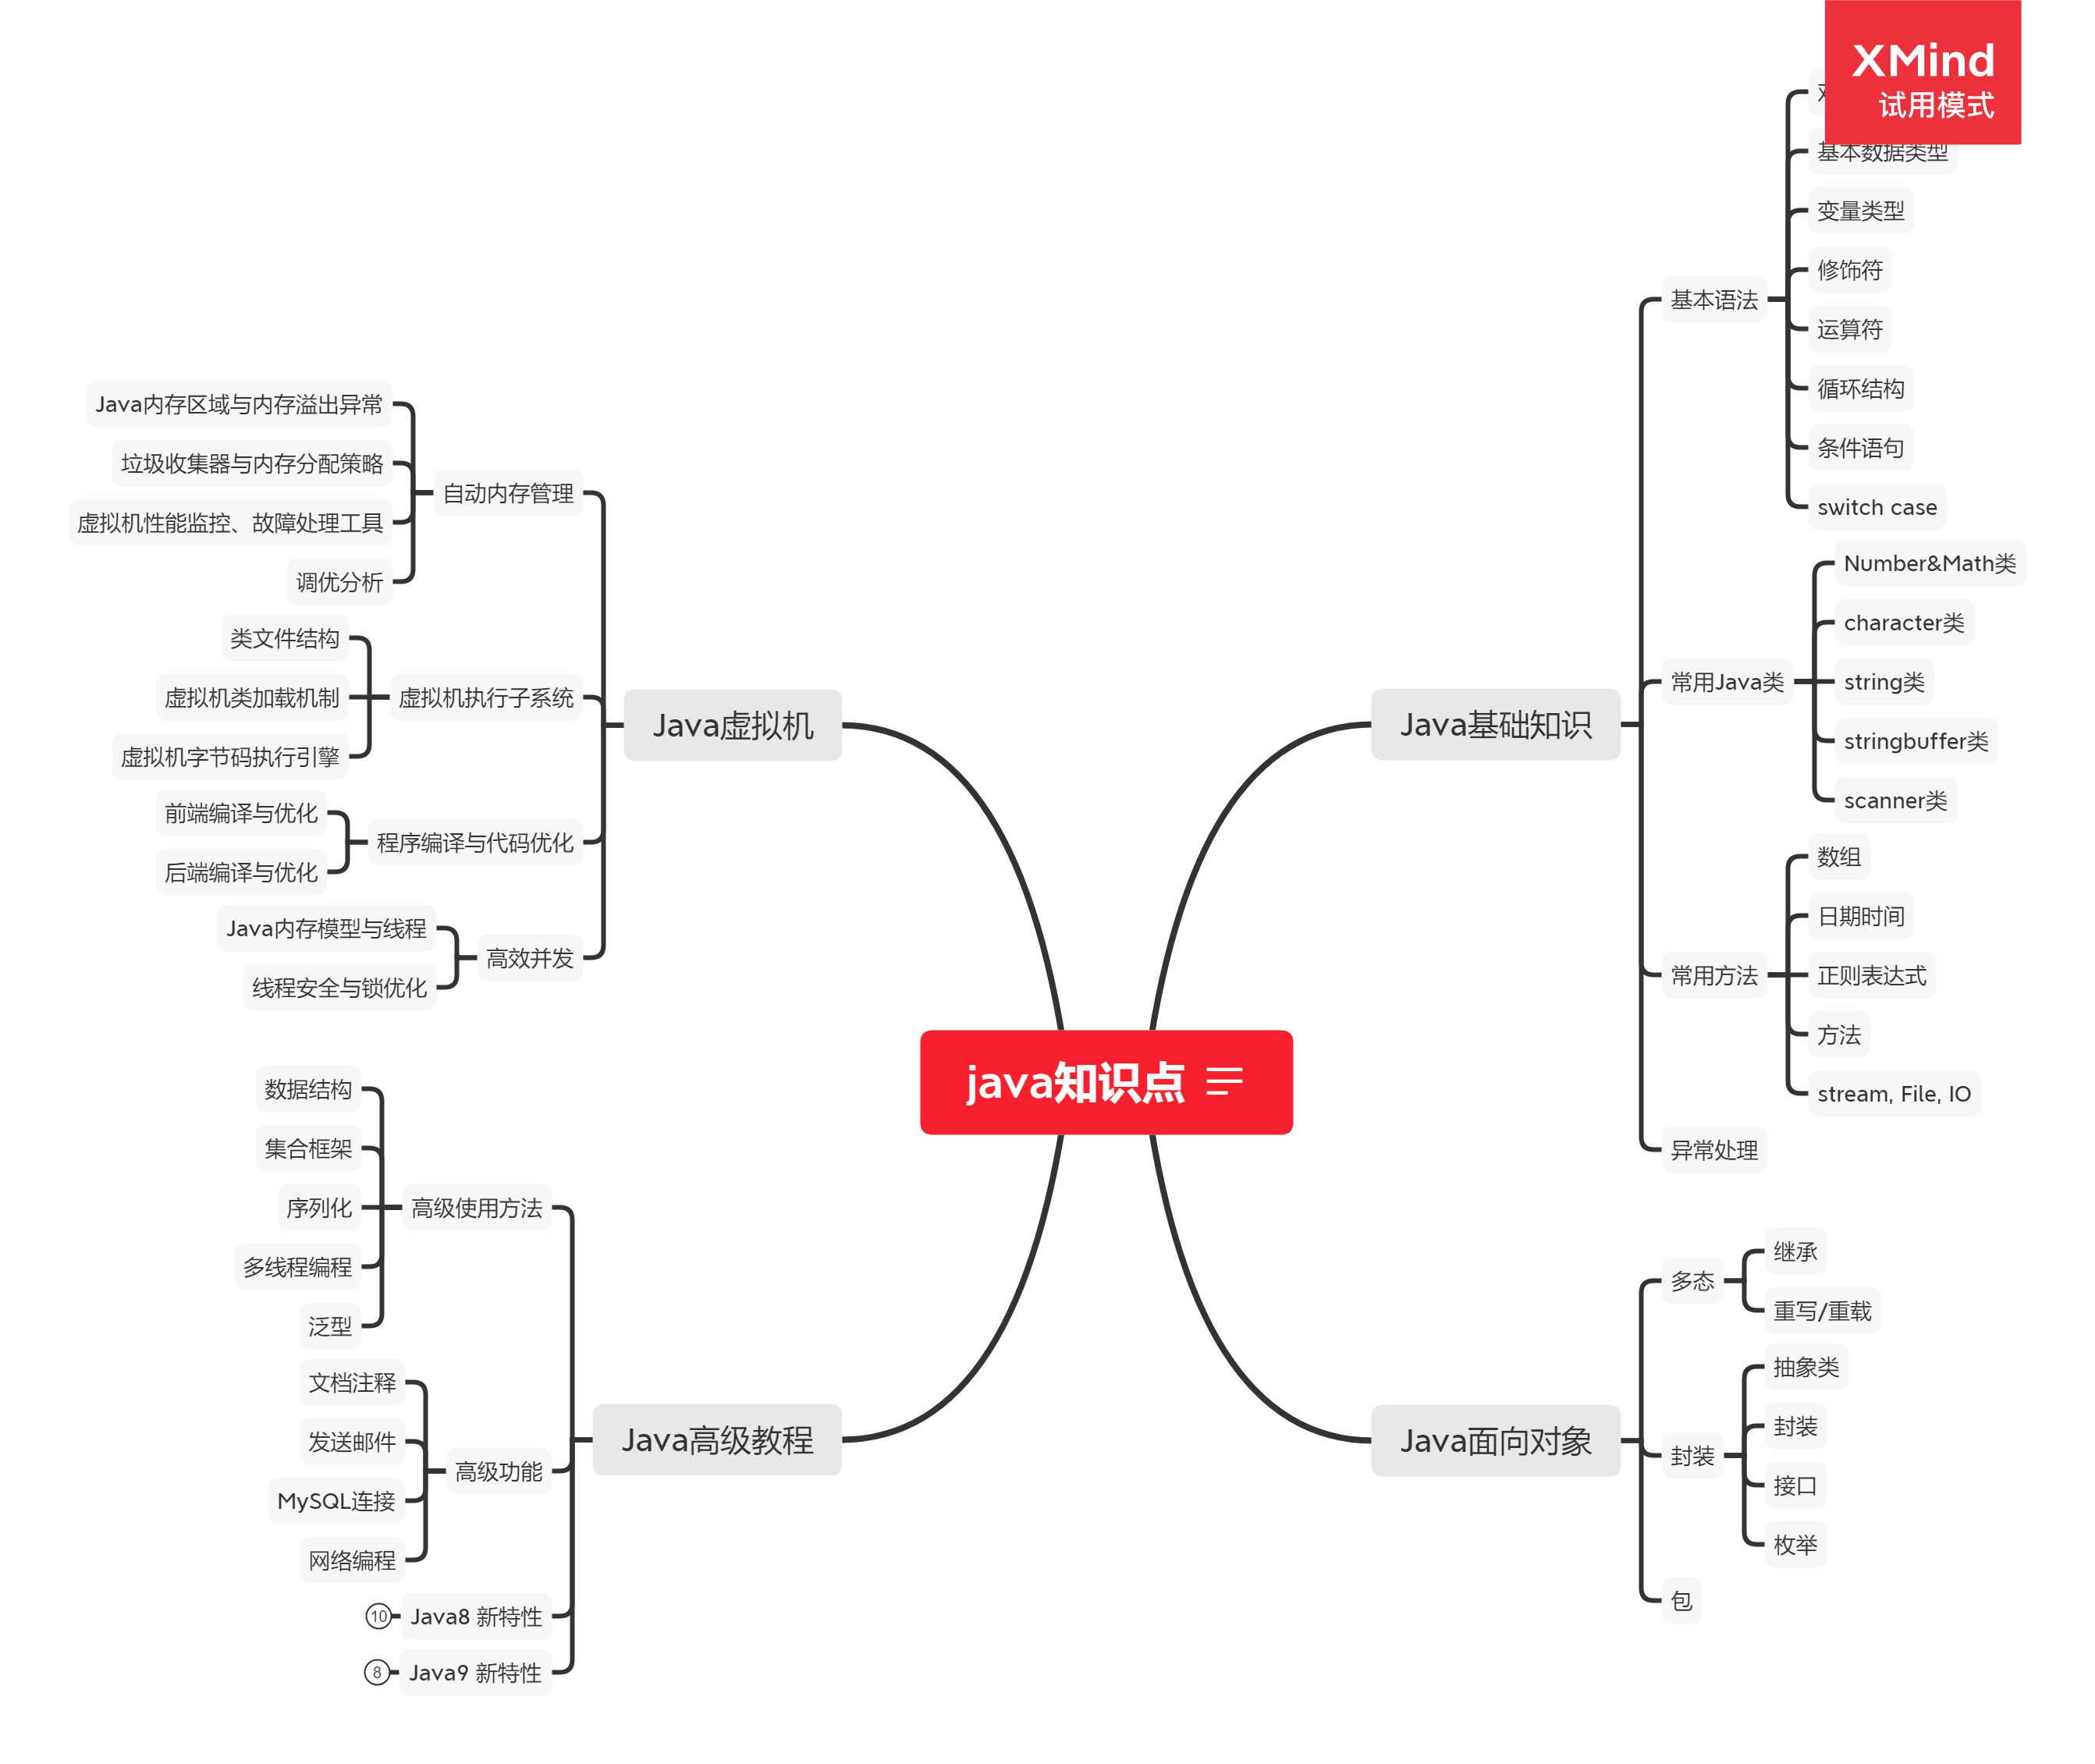 XMind
试用模式
java知识点
Java基础知识
基本语法
基本数据类型
变量类型
修饰符
运算符
循环结构
条件语句
switch case
常用Java类
Number&Math类
character类
string类
stringbuffer类
scanner类
常用方法
数组
日期时间
正则表达式
方法
stream, File, IO
异常处理
Java面向对象
多态
继承
重写/重载
封装
抽象类
封装
接口
枚举
包
Java虚拟机
自动内存管理
Java内存区域与内存溢出异常
垃圾收集器与内存分配策略
虚拟机性能监控、故障处理工具
调优分析
虚拟机执行子系统
类文件结构
虚拟机类加载机制
虚拟机字节码执行引擎
程序编译与代码优化
前端编译与优化
后端编译与优化
高效并发
Java内存模型与线程
线程安全与锁优化
Java高级教程
高级使用方法
数据结构
集合框架
序列化
多线程编程
泛型
高级功能
文档注释
发送邮件
MySQL连接
网络编程
Java8 新特性
10
Java9 新特性
8